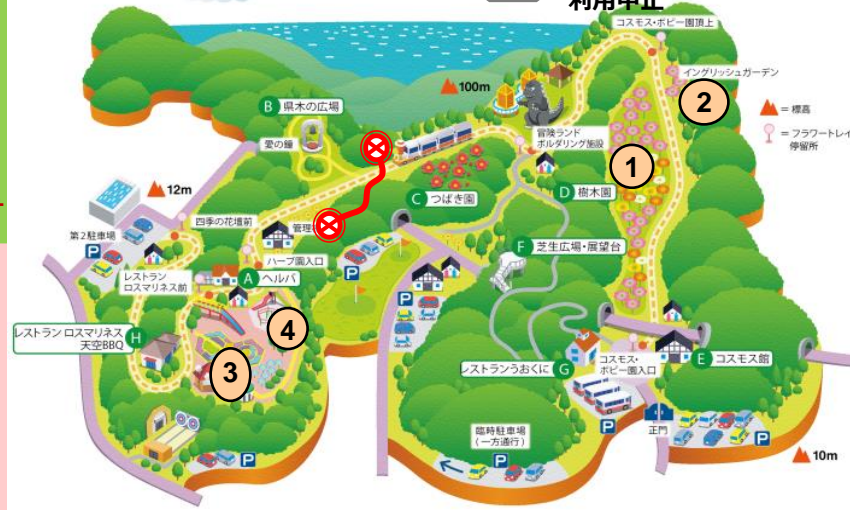 利用中止
コスモス・ポピー園頂上
イングリッシュガーデン
2
100m
= 標高
= フラワートレイ
停留所
B 県木の広場
愛の鐘
冒険ランド
ボルダリング施設
1
12m
C つばき園
D 樹木園
第2駐車場
四季の花壇前
管理
F 芝生広場・展望台
P
P
ハーブ園入口
A ヘルバ
レストラン
ロスマリネス前
P
4
レストラン ロスマリネス
天空BBQ
H
3
レストランうおくに G
コスモス・
ポピー園入口
E コスモス館
臨時駐車場
(一方通行)
P
正門
P
P
P
10m